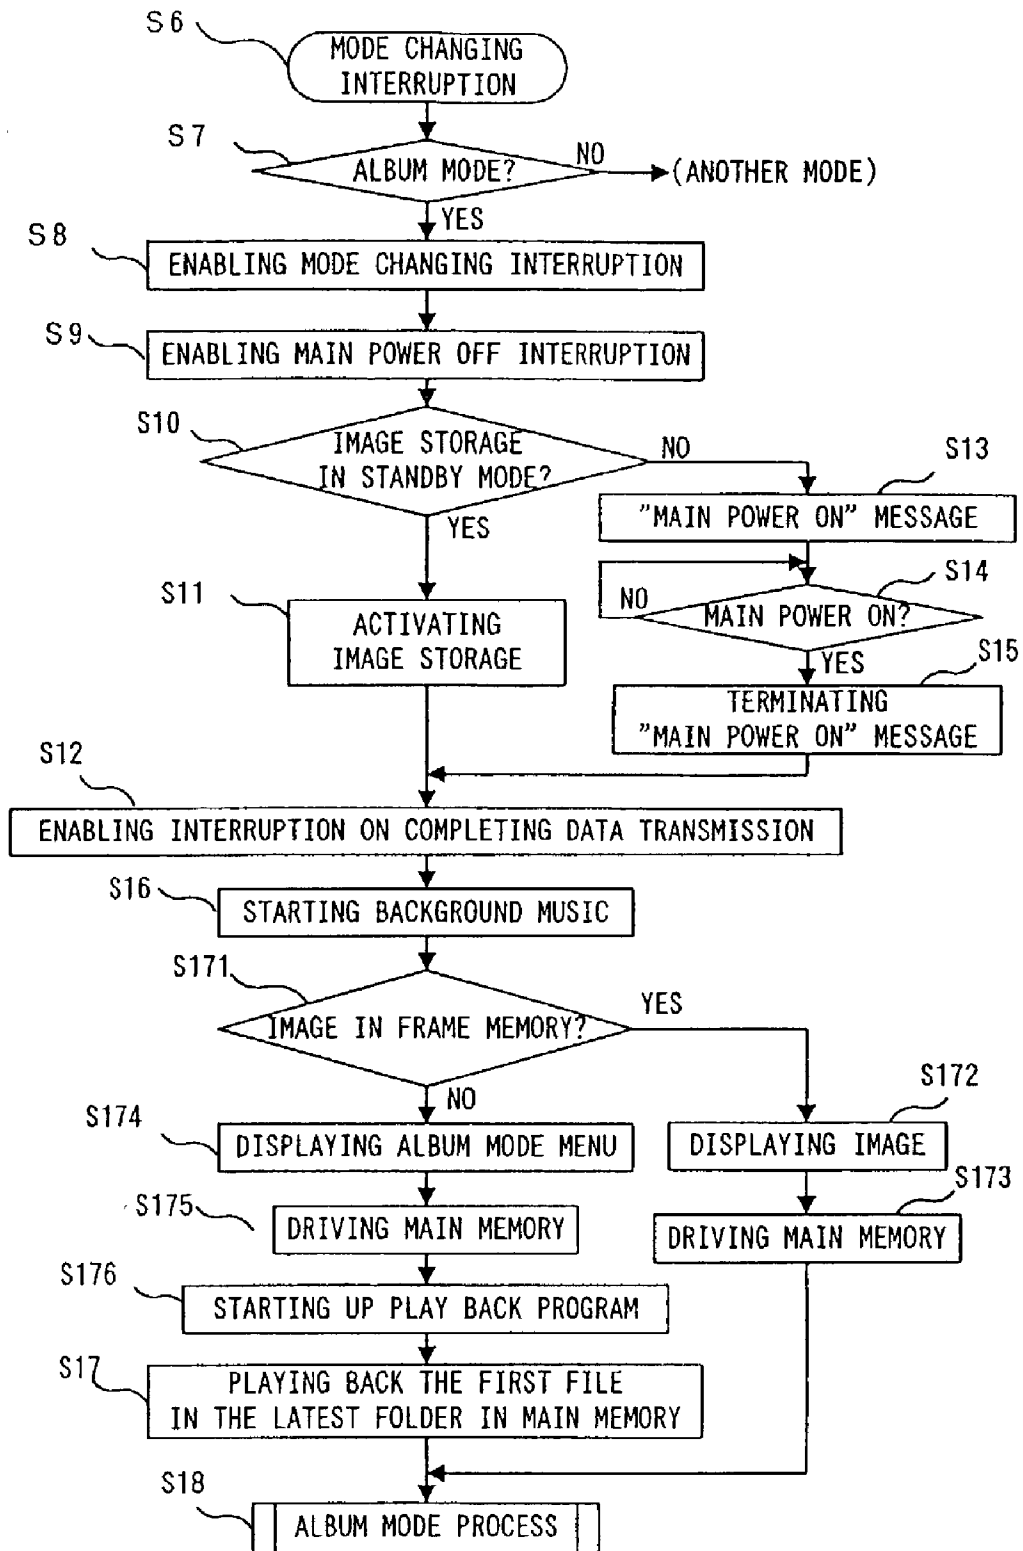 S6
MODE CHANGING
INTERRUPTION
S7
ALBUM MODE?
NO
(ANOTHER MODE)
YES
S8
ENABLING MODE CHANGING INTERRUPTION
S9
ENABLING MAIN POWER OFF INTERRUPTION
S10
IMAGE STORAGE
IN STANDBY MODE?
NO
YES
S13
"MAIN POWER ON" MESSAGE
S14
MAIN POWER ON?
NO
YES
S11
ACTIVATING
IMAGE STORAGE
S15
TERMINATING
"MAIN POWER ON" MESSAGE
S12
ENABLING INTERRUPTION ON COMPLETING DATA TRANSMISSION
S16
STARTING BACKGROUND MUSIC
S171
IMAGE IN FRAME MEMORY?
YES
NO
S172
DISPLAYING IMAGE
S173
DRIVING MAIN MEMORY
S174
DISPLAYING ALBUM MODE MENU
S175
DRIVING MAIN MEMORY
S176
STARTING UP PLAY BACK PROGRAM
S17
PLAYING BACK THE FIRST FILE
IN THE LATEST FOLDER IN MAIN MEMORY
S18
ALBUM MODE PROCESS